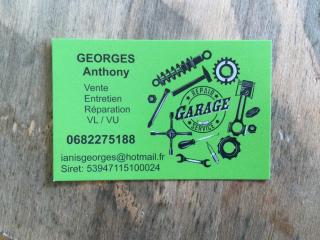 GEORGES
Anthony
Vente
Entretien
Réparation
VL / VU
0682275188
ianisgeorges@hotmail.fr
Siret: 53947115100024
REPAIR
GARAGE
SERVICE